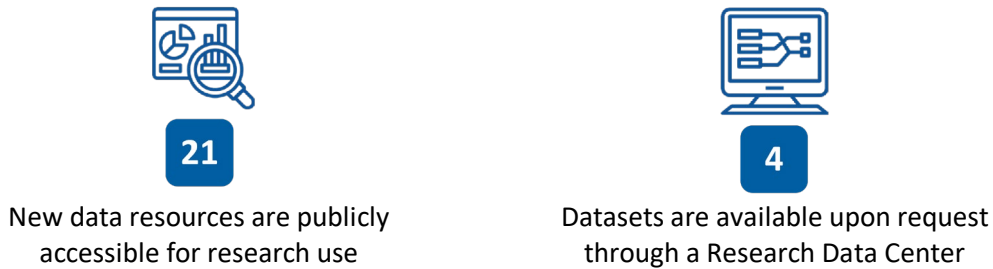 21
New data resources are publicly
accessible for research use
4
Datasets are available upon request
through a Research Data Center